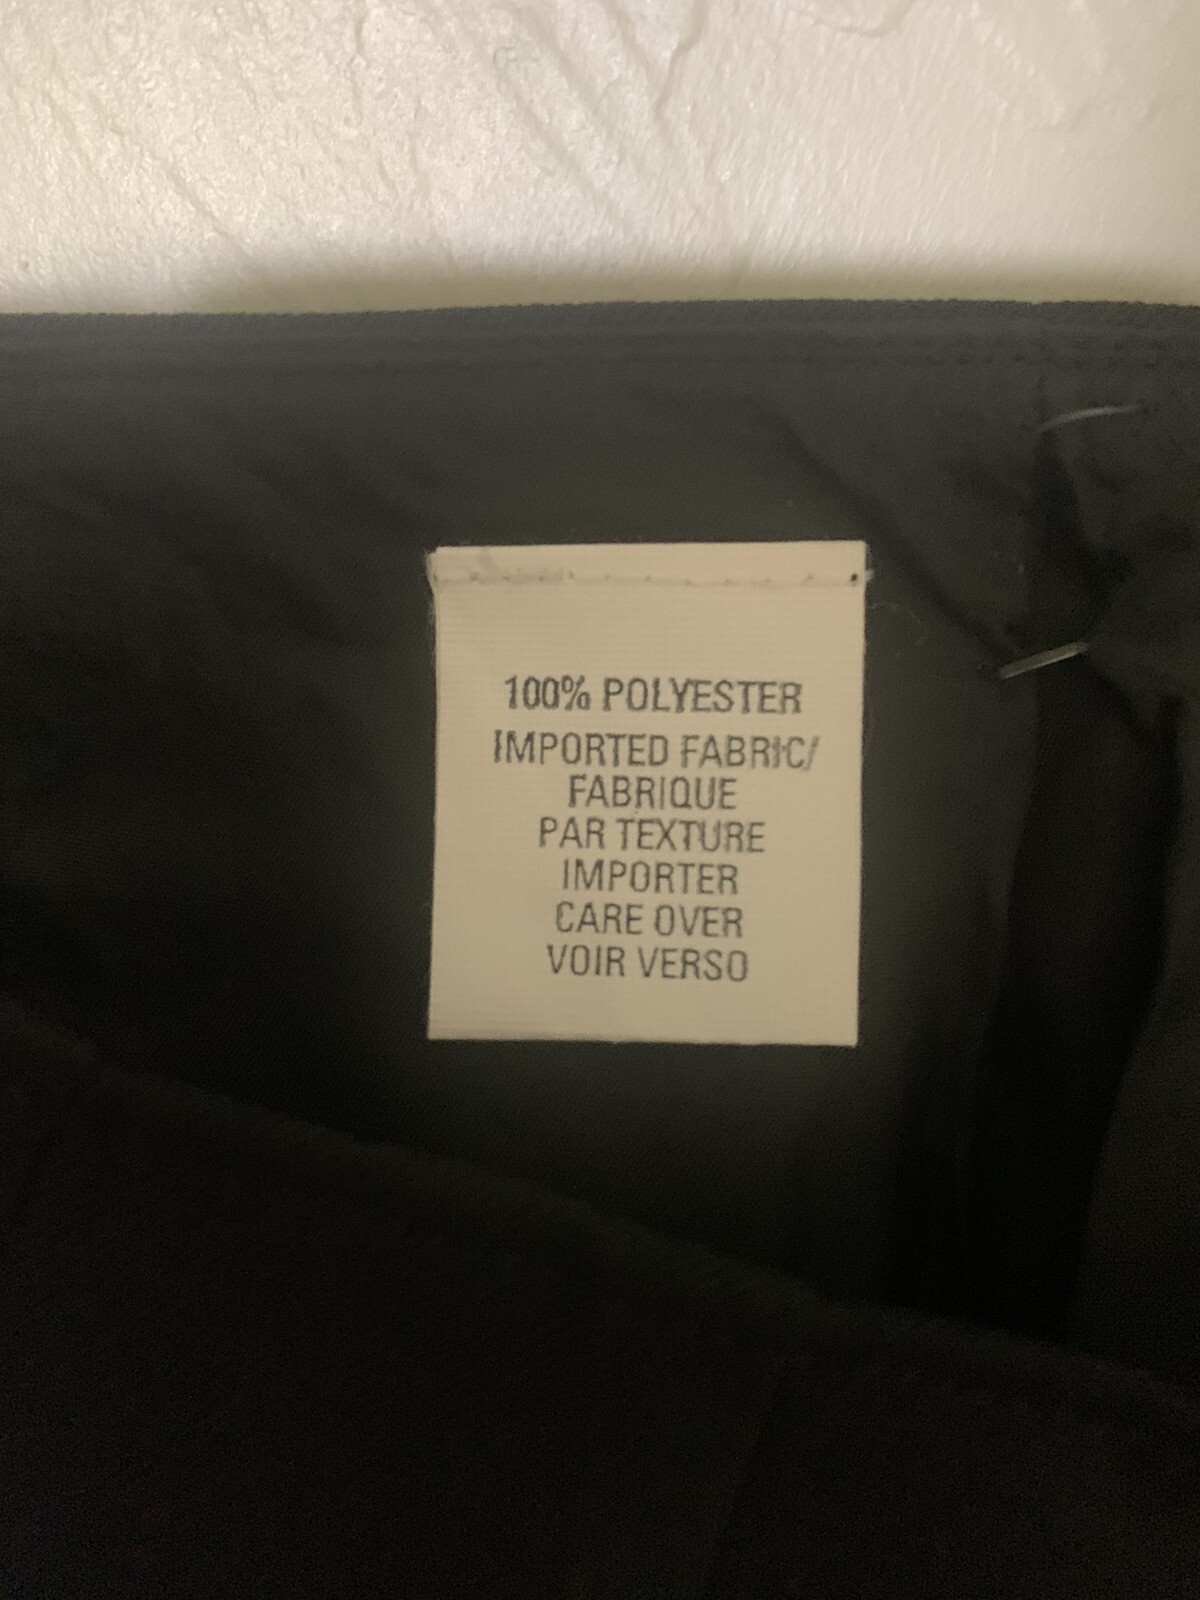 100% POLYESTER
IMPORTED FABRIC/
FABRIQUE
PAR TEXTURE
IMPORTER
CARE OVER
VOIR VERSO